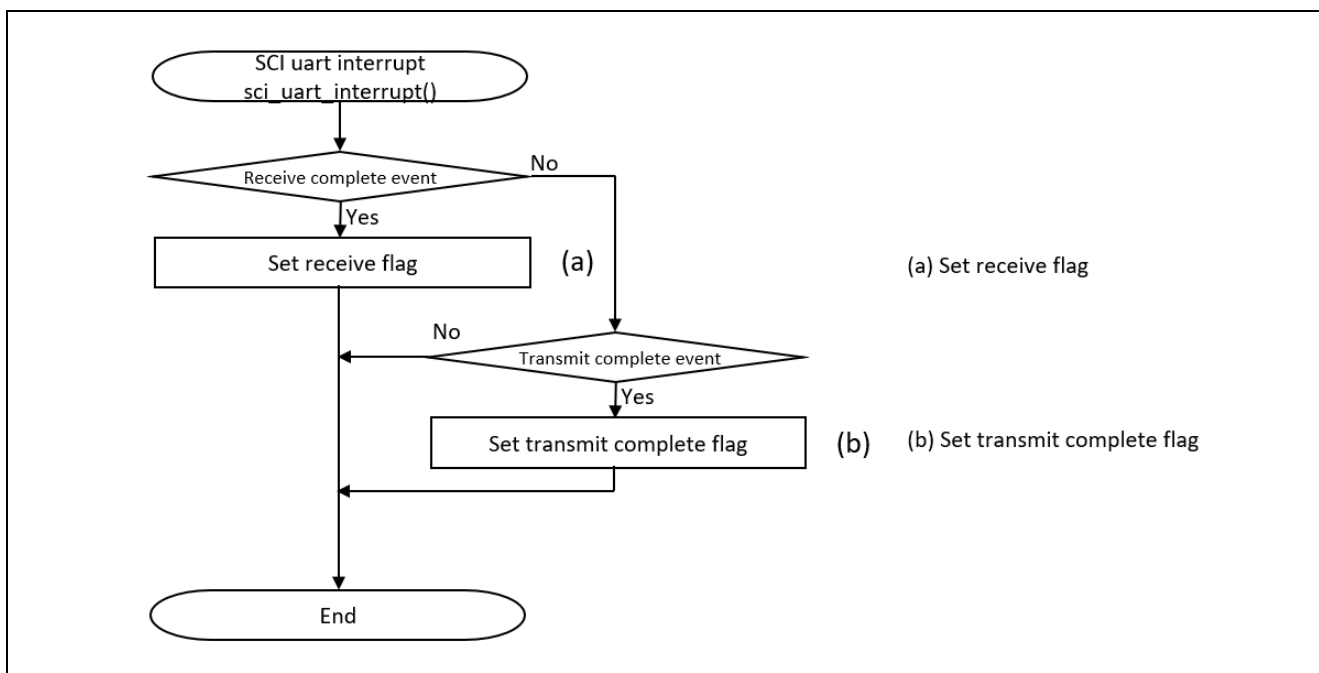 SCI uart interrupt
sci_uart_interrupt()
No
Receive complete event
Yes
Set receive flag
(a)
(a) Set receive flag
No
Transmit complete event
Yes
Set transmit complete flag
(b)
(b) Set transmit complete flag
End